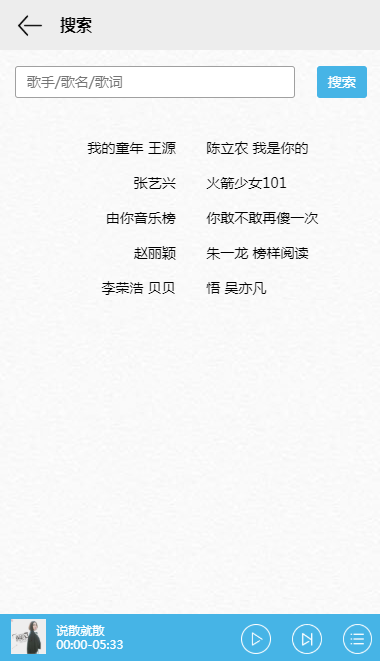 搜索
歌手/歌名/歌词 搜索
我的童年 王源 陈立农 我是你的
张艺兴 火箭少女101
由你音乐榜 你敢不敢再傻一次
赵丽颖 朱一龙 榜样阅读
李荣浩 贝贝 悟 吴亦凡
说散就散
00:00-05:33